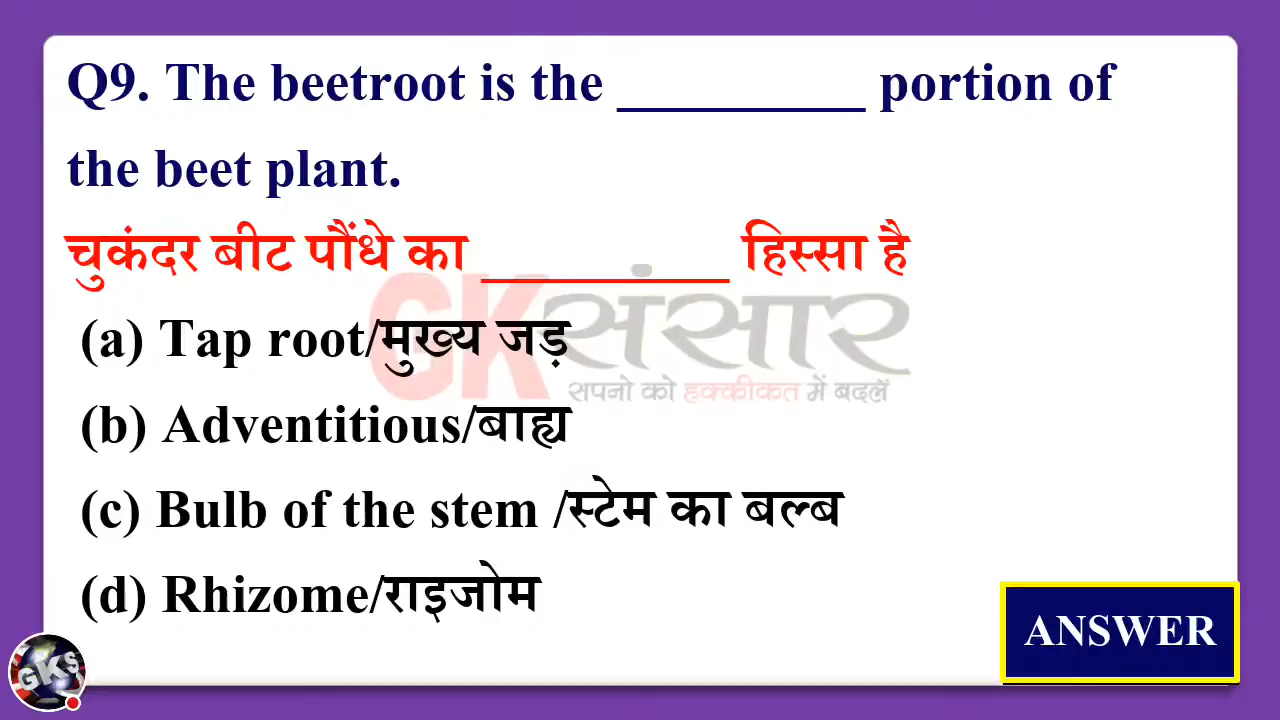 Q9. The beetroot is the _________ portion of
the beet plant.
चुकंदर बीट पौंधे का _________ हिस्सा है
GKसंसार
(a) Tap root/मुख्य जड़
सपनो को हक्कीकत में बदलें
(b) Adventitious/बाह्य
(c) Bulb of the stem /स्टेम का बल्ब
(d) Rhizome/राइजोम
ANSWER
GKS